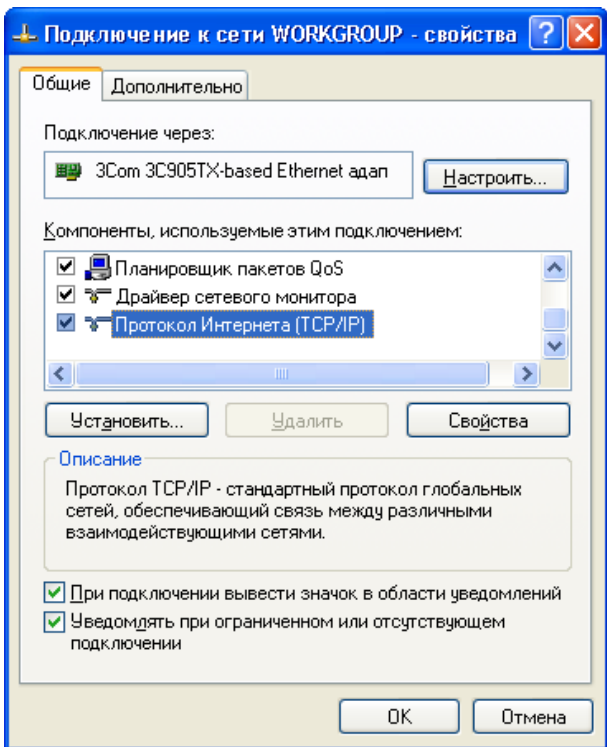 Подключение к сети WORKGROUP - свойства
Общие
Дополнительно
Подключение через:
3Com 3C905TX-based Ethernet адап
Настроить...
Компоненты, используемые этим подключением:
Планировщик пакетов QoS
Драйвер сетевого монитора
Протокол Интернета (TCP/IP)
Установить...
Удалить
Свойства
Описание
Протокол TCP/IP - стандартный протокол глобальных
сетей, обеспечивающий связь между различными
взаимодействующими сетями.
При подключении вывести значок в области уведомлений
Уведомлять при ограниченном или отсутствующем
подключении
OK
Отмена